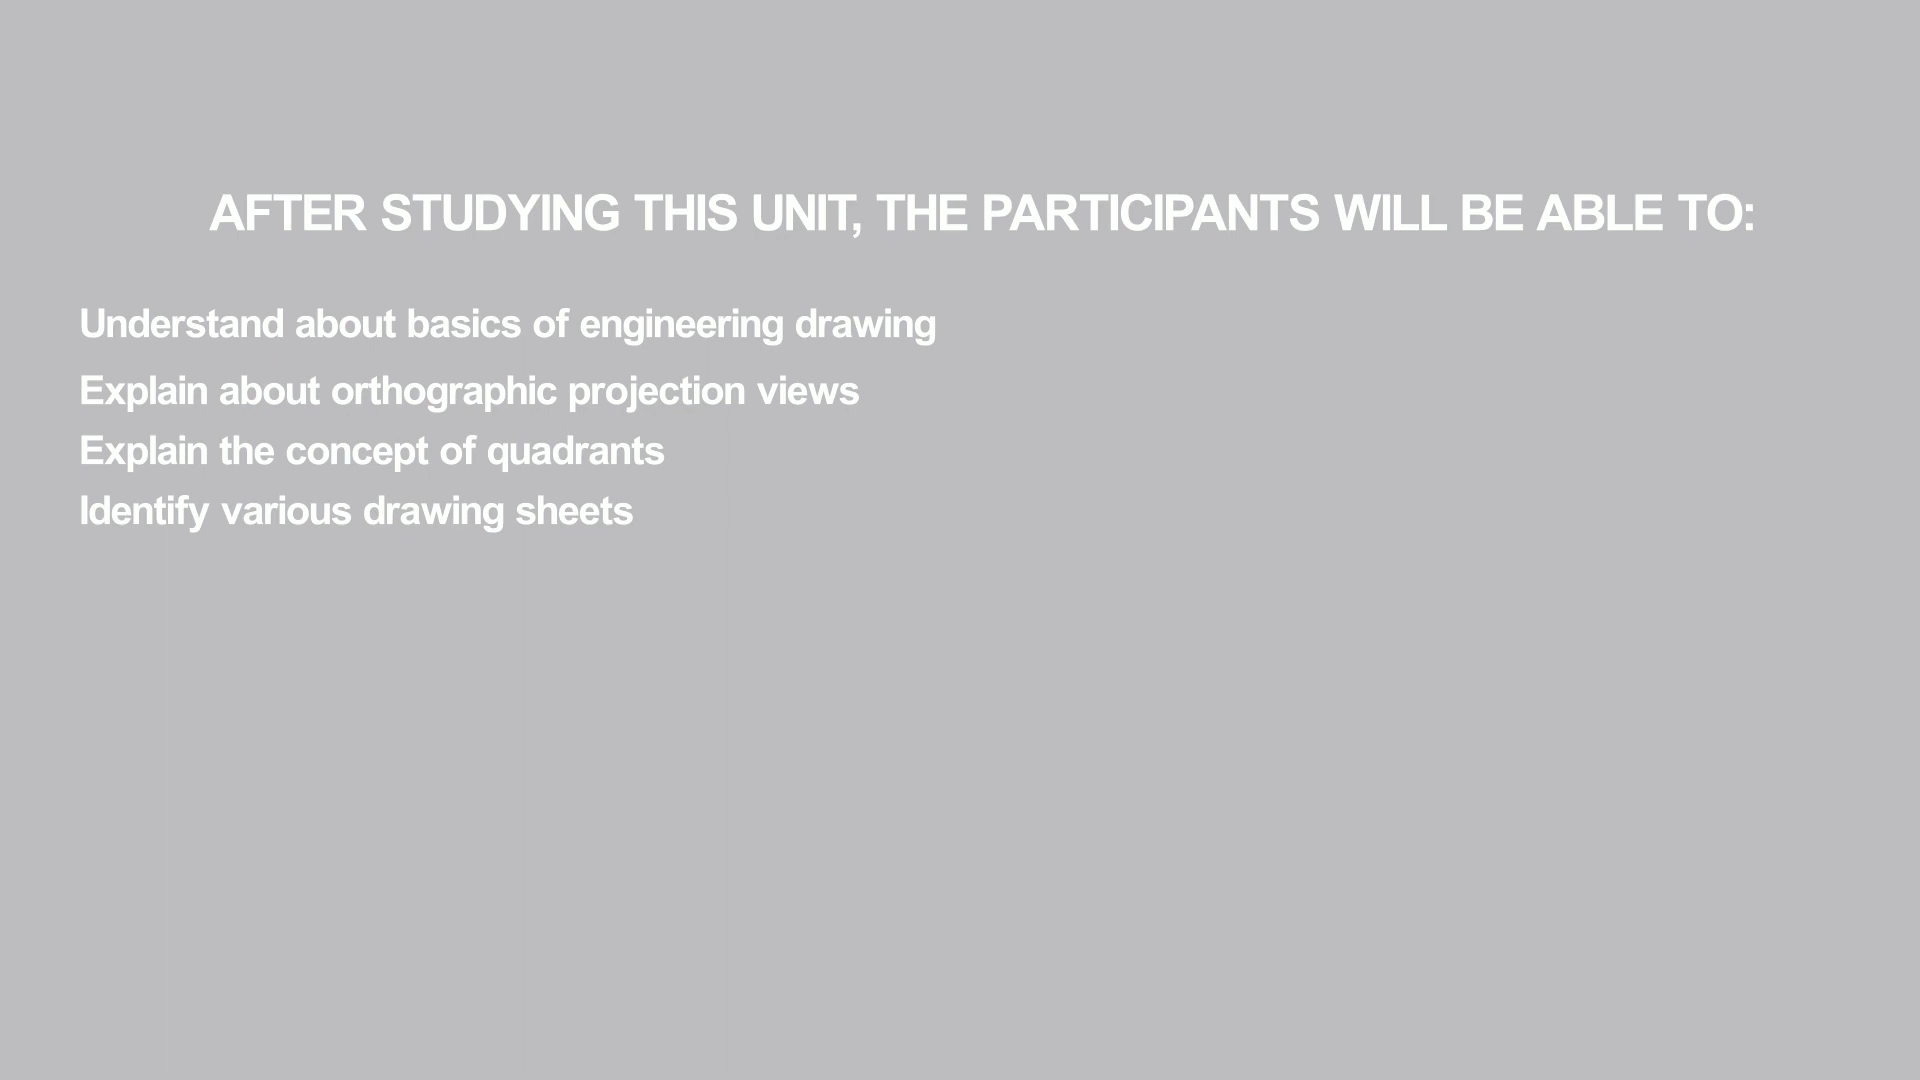 AFTER STUDYING THIS UNIT, THE PARTICIPANTS WILL BE ABLE TO:
Understand about basics of engineering drawing
Explain about orthographic projection views
Explain the concept of quadrants
Identify various drawing sheets